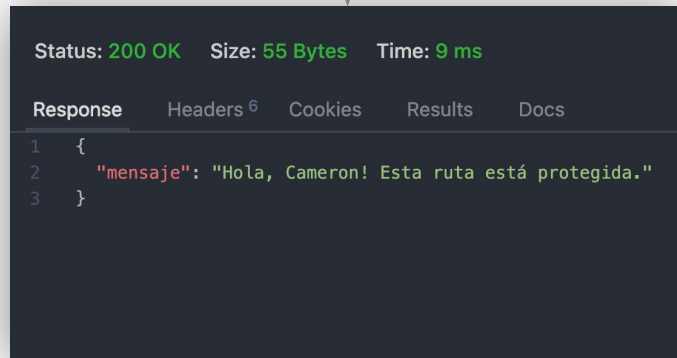 Status: 200 OK Size: 55 Bytes Time: 9 ms
Response Headers 6 Cookies Results Docs
1 {
2 "mensaje": "Hola, Cameron! Esta ruta está protegida."
3 }